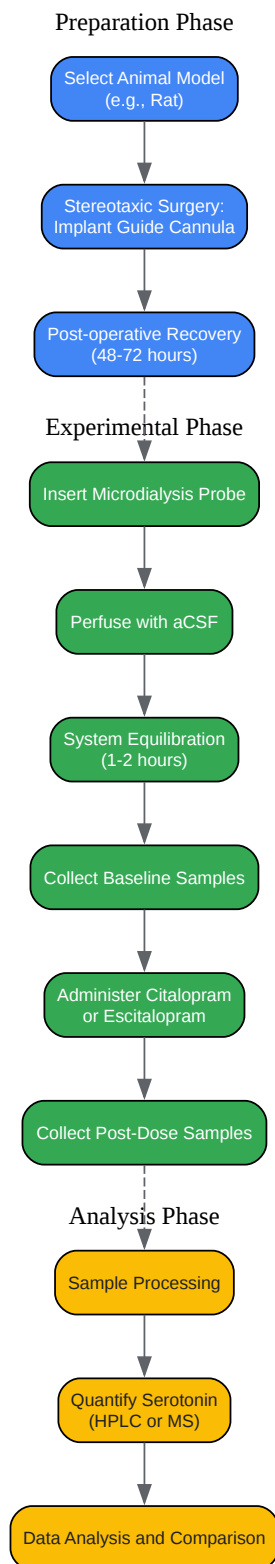 Preparation Phase
Select Animal Model
(e.g., Rat)
Stereotaxic Surgery:
Implant Guide Cannula
Post-operative Recovery
(48-72 hours)
Experimental Phase
Insert Microdialysis Probe
Perfuse with aCSF
System Equilibration
(1-2 hours)
Collect Baseline Samples
Administer Citalopram
or Escitalopram
Collect Post-Dose Samples
Analysis Phase
Sample Processing
Quantify Serotonin
(HPLC or MS)
Data Analysis and Comparison